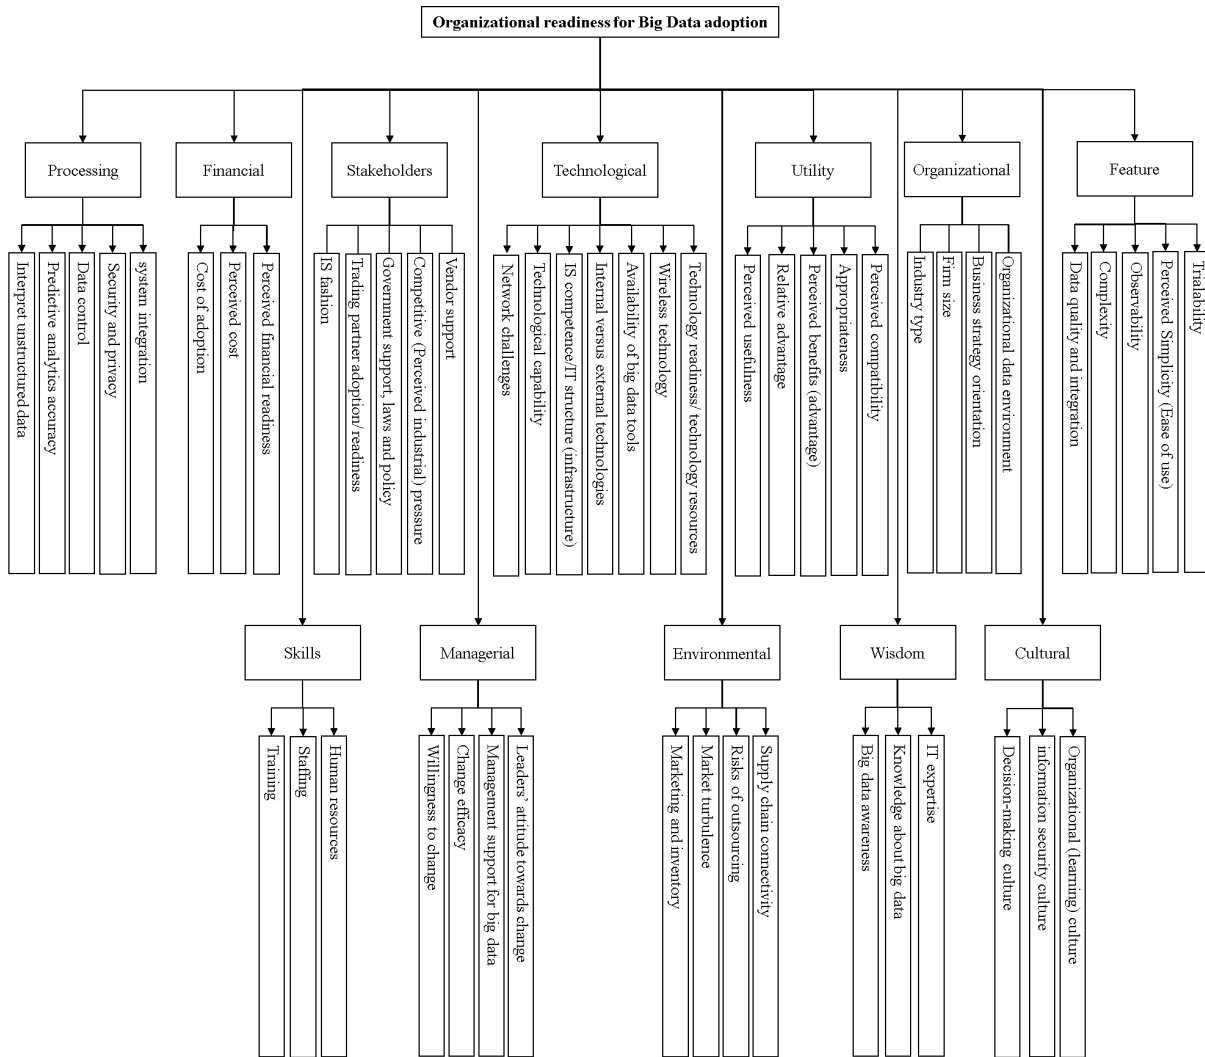 Organizational readiness for Big Data adoption
Processing
Financial
Stakeholders
Technological
Utility
Organizational
Feature
Interpret unstructured data
Predictive analytics accuracy
Data control
Security and privacy
system integration
Cost of adoption
Perceived cost
Perceived financial readiness
IS fashion
Trading partner adoption/readiness
Government support, laws and policy
Competitive (Perceived industrial) pressure
Vendor support
Network challenges
Technological capability
IS competence/IT structure (infrastructure)
Internal versus external technologies
Availability of big data tools
Wireless technology
Technology readiness/ technology resources
Perceived usefulness
Relative advantage
Perceived benefits (advantage)
Appropriateness
Perceived compatibility
Industry type
Firm size
Business strategy orientation
Organizational data environment
Data quality and integration
Complexity
Observability
Perceived Simplicity (Ease of use)
Trialability
Skills
Managerial
Environmental
Wisdom
Cultural
Training
Staffing
Human resources
Willingness to change
Change efficacy
Management support for big data
Leaders’ attitude towards change
Marketing and inventory
Market turbulence
Risks of outsourcing
Supply chain connectivity
Big data awareness
Knowledge about big data
IT expertise
Decision-making culture
information security culture
Organizational (learning) culture